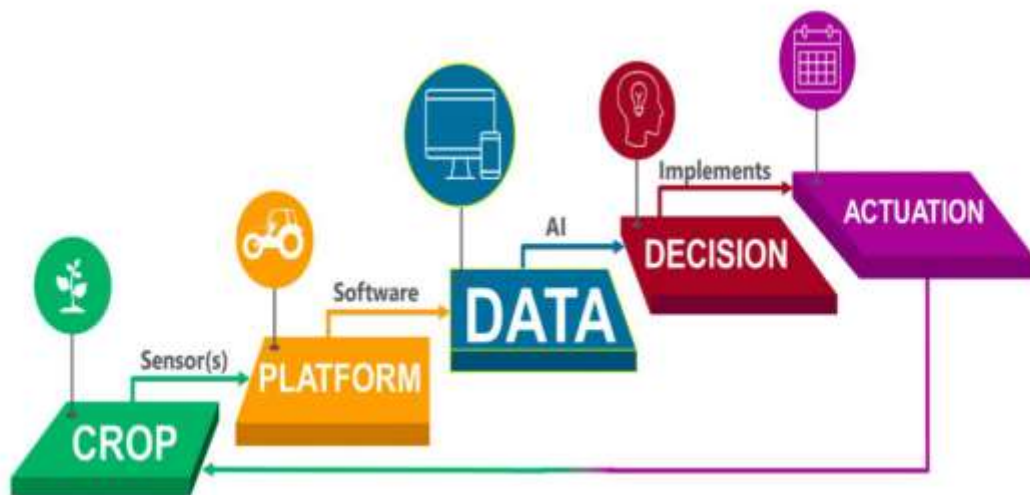 CROP
Sensor(s)
PLATFORM
Software
DATA
AI
DECISION
Implements
ACTUATION